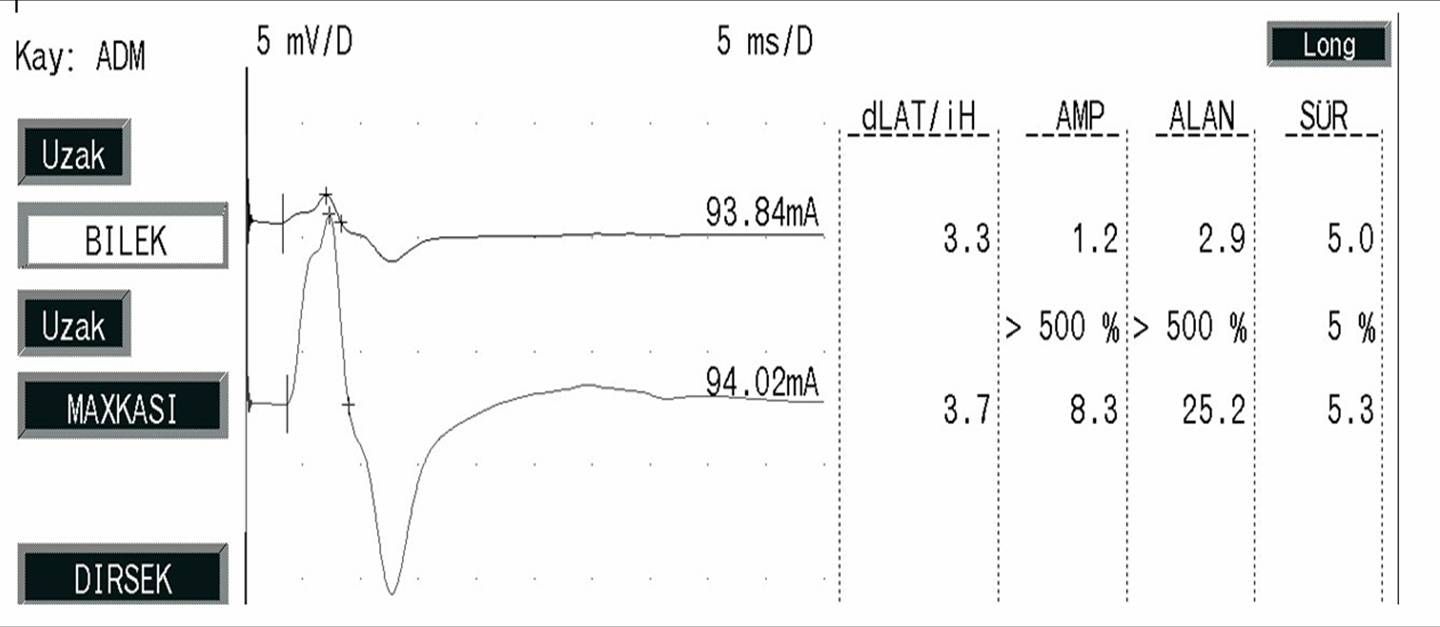 5 mV/D 5 ms/D Long
Kay: ADM
dLAT/iH AMP ALAN SÜR
Uzak
BILEK 93.84mA 3.3 1.2 2.9 5.0
Uzak > 500 % > 500 % 5 %
MAXKASI 94.02mA 3.7 8.3 25.2 5.3
DIRSEK